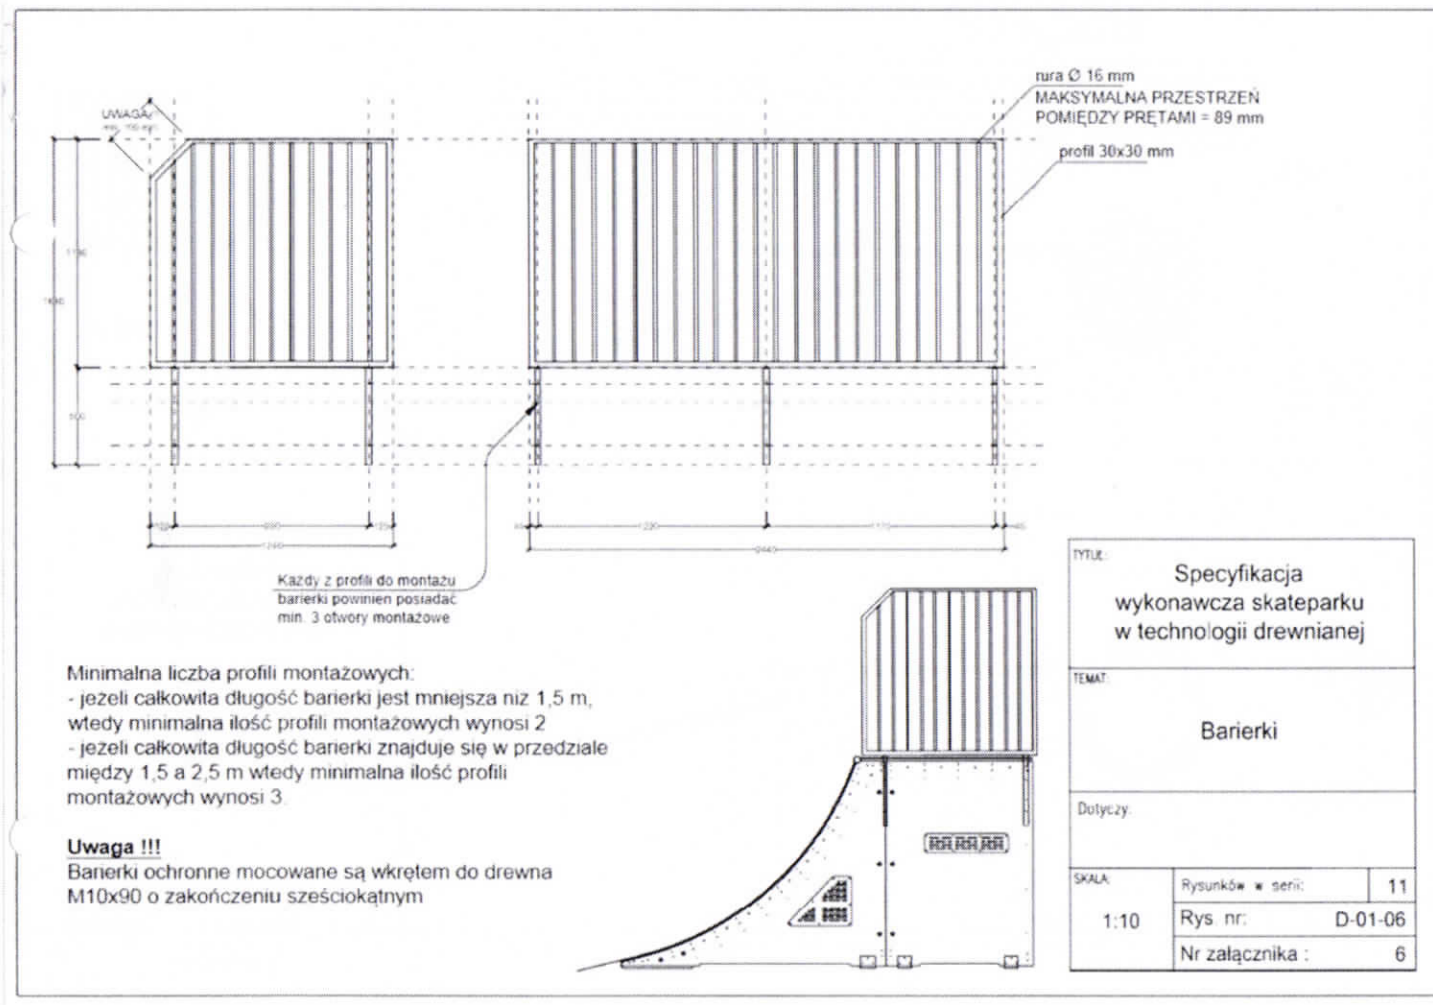 UWAGA!
rura Ø 16 mm
MAKSYMALNA PRZESTRZEŃ
POMIĘDZY PRĘTAMI = 89 mm
profil 30x30 mm
500
Każdy z profili do montażu
barierki powinien posiadać
min. 3 otwory montażowe
Minimalna liczba profili montażowych:
- jeżeli całkowita długość barierki jest mniejsza niż 1,5 m,
wtedy minimalna ilość profili montażowych wynosi 2
- jeżeli całkowita długość barierki znajduje się w przedziale
między 1,5 a 2,5 m wtedy minimalna ilość profili
montażowych wynosi 3.
Uwaga !!!
Barierki ochronne mocowane są wkrętem do drewna
M10x90 o zakończeniu sześciokątnym
TYTUŁ:
Specyfikacja
wykonawcza skateparku
w technologii drewnianej
TEMAT:
Barierki
Dotyczy:
SKALA:
1:10
Rysunków w serii: 11
Rys. nr: D-01-06
Nr załącznika : 6